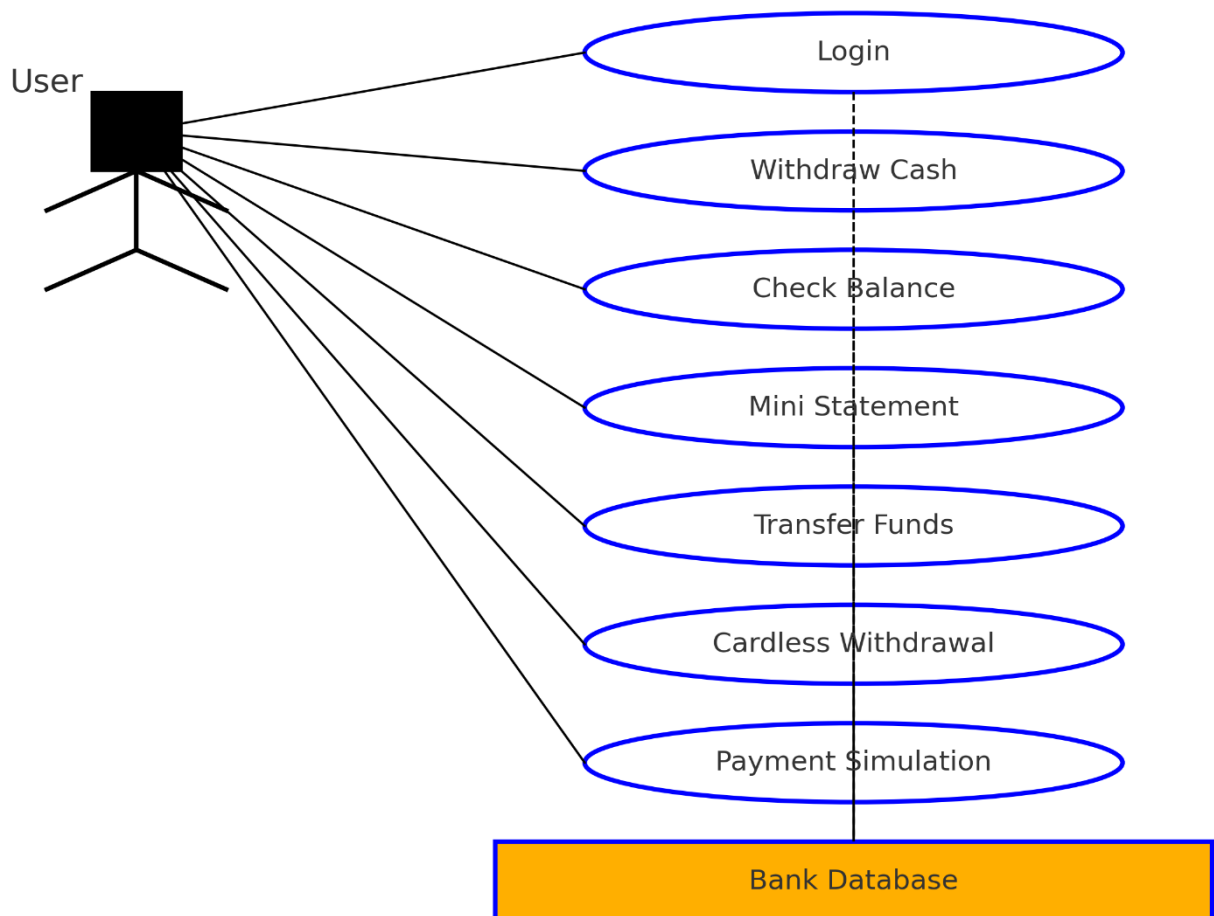 User
Login
Withdraw Cash
Check Balance
Mini Statement
Transfer Funds
Cardless Withdrawal
Payment Simulation
Bank Database